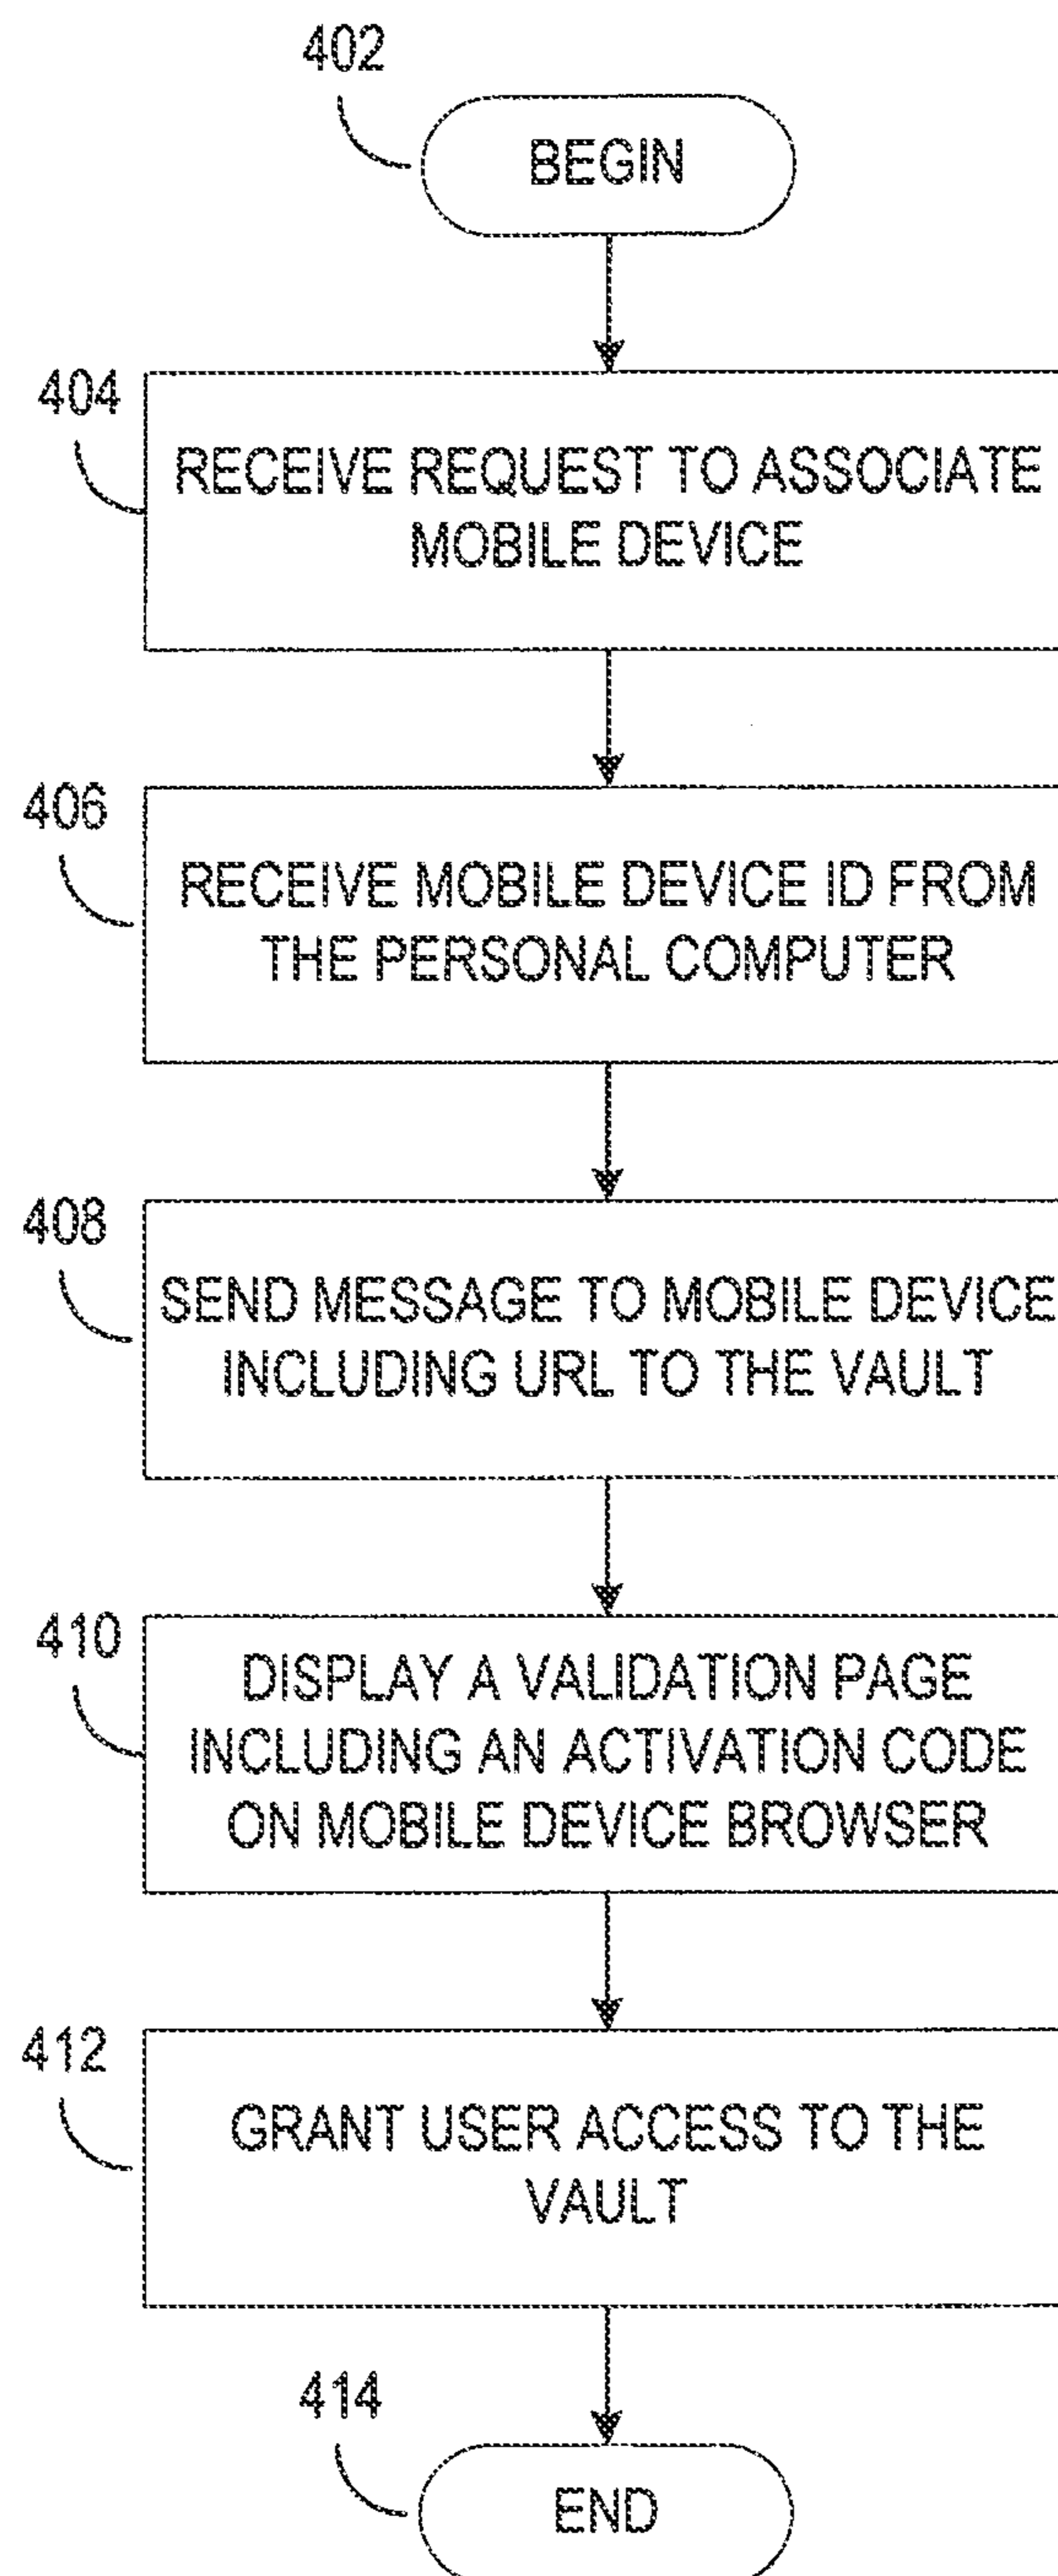 402
BEGIN
404
RECEIVE REQUEST TO ASSOCIATE
MOBILE DEVICE
406
RECEIVE MOBILE DEVICE ID FROM
THE PERSONAL COMPUTER
408
SEND MESSAGE TO MOBILE DEVICE
INCLUDING URL TO THE VAULT
410
DISPLAY A VALIDATION PAGE
INCLUDING AN ACTIVATION CODE
ON MOBILE DEVICE BROWSER
412
GRANT USER ACCESS TO THE
VAULT
414
END